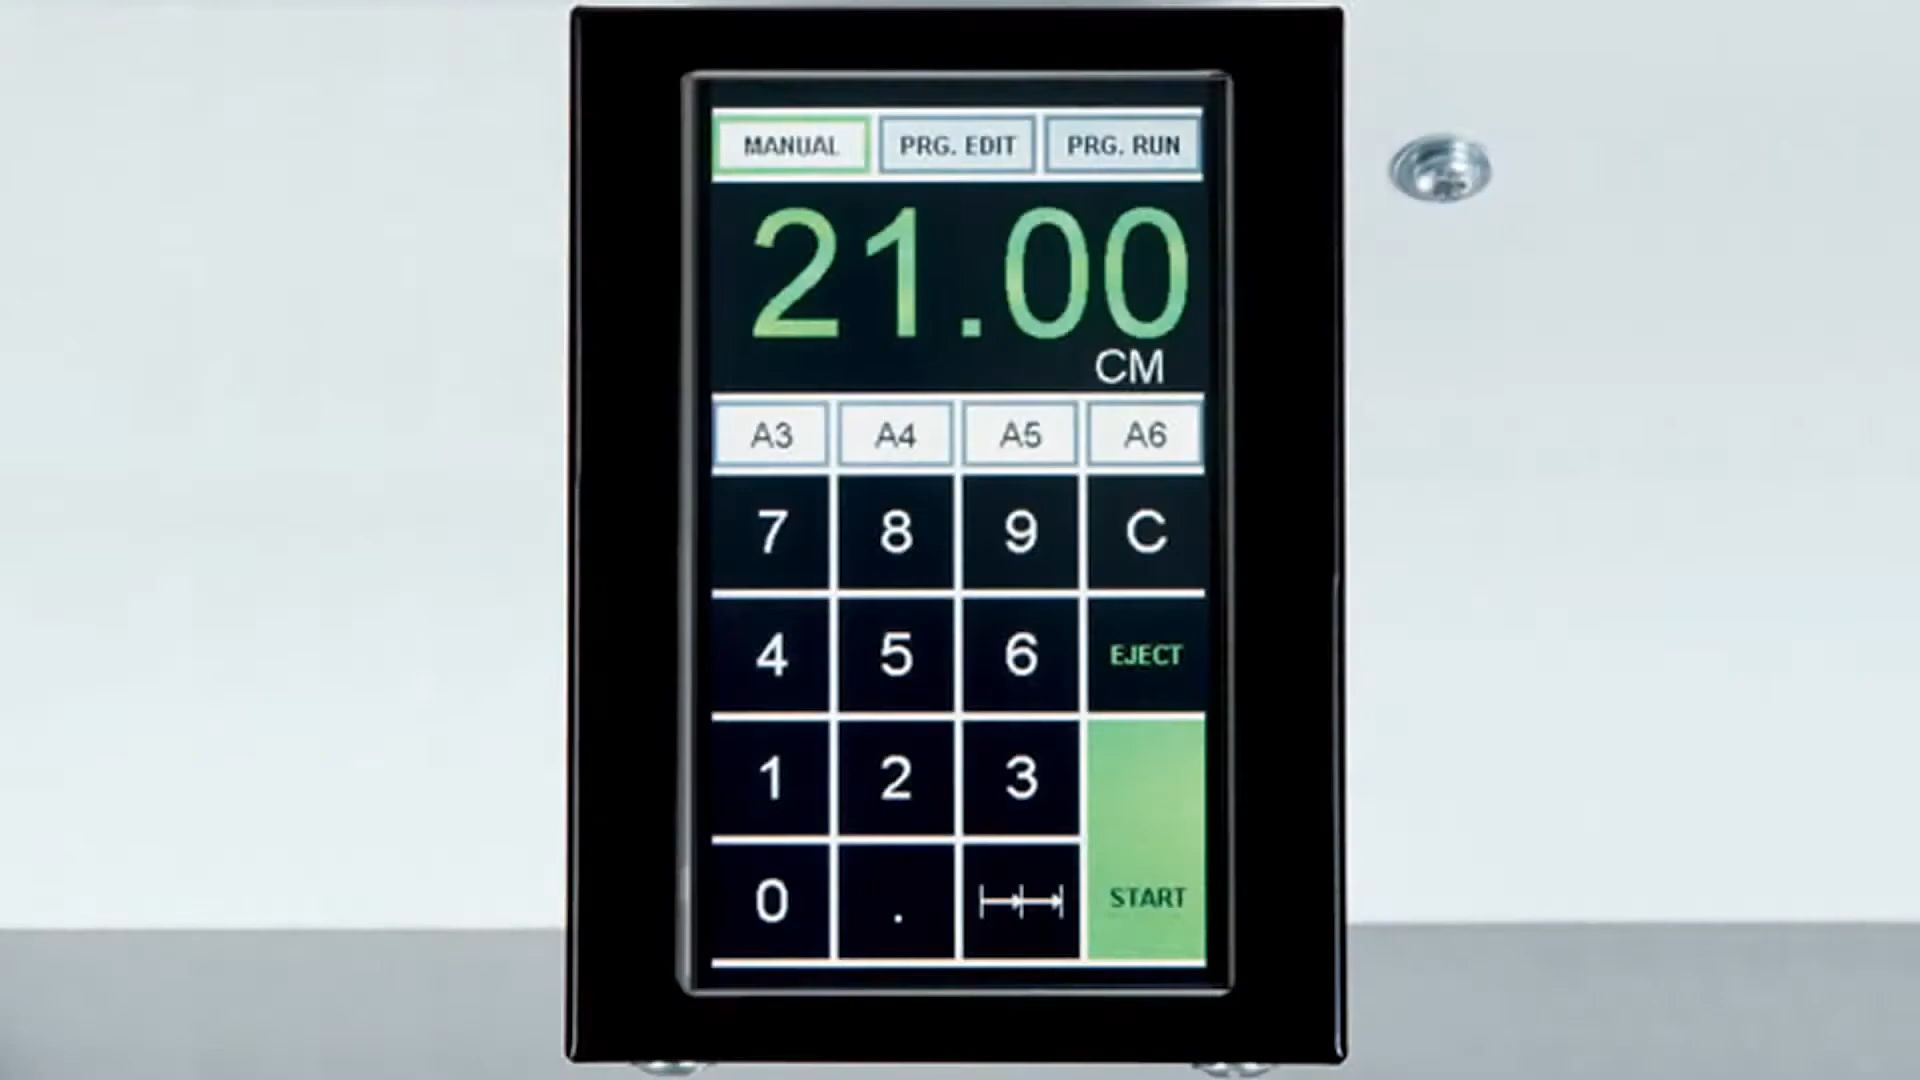 MANUAL PRG. EDIT PRG. RUN
21.00
CM
A3 A4 A5 A6
7 8 9 C
4 5 6 EJECT
1 2 3
0 . START